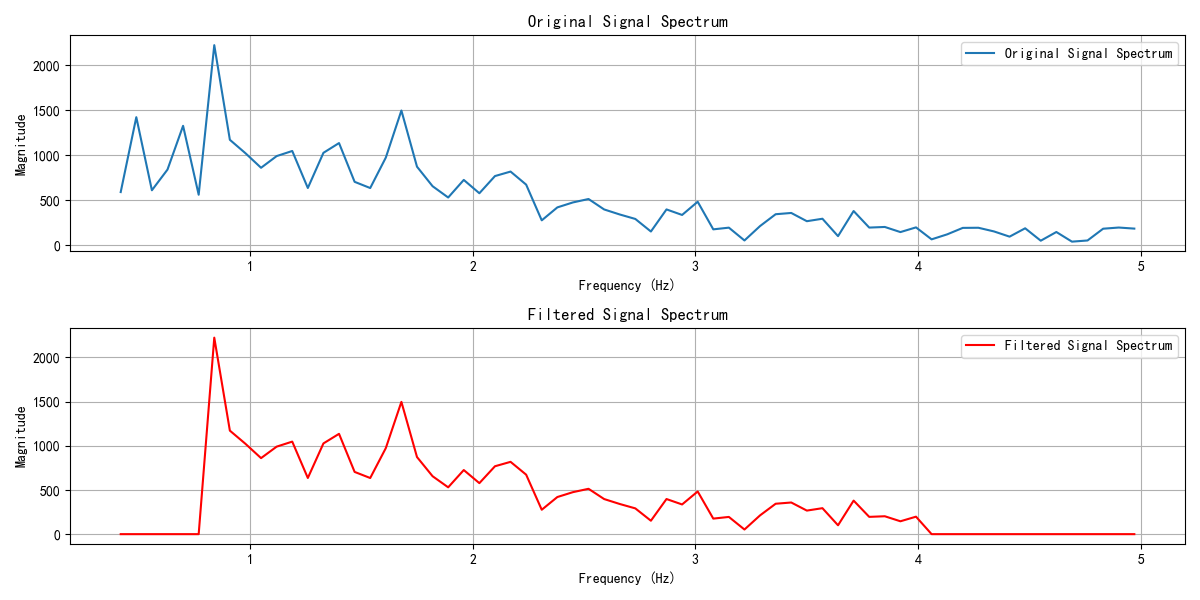 Original Signal Spectrum
Original Signal Spectrum
Magnitude
2000
1500
1000
500
0
1 2 3 4 5
Frequency (Hz)
Filtered Signal Spectrum
Filtered Signal Spectrum
Magnitude
2000
1500
1000
500
0
1 2 3 4 5
Frequency (Hz)